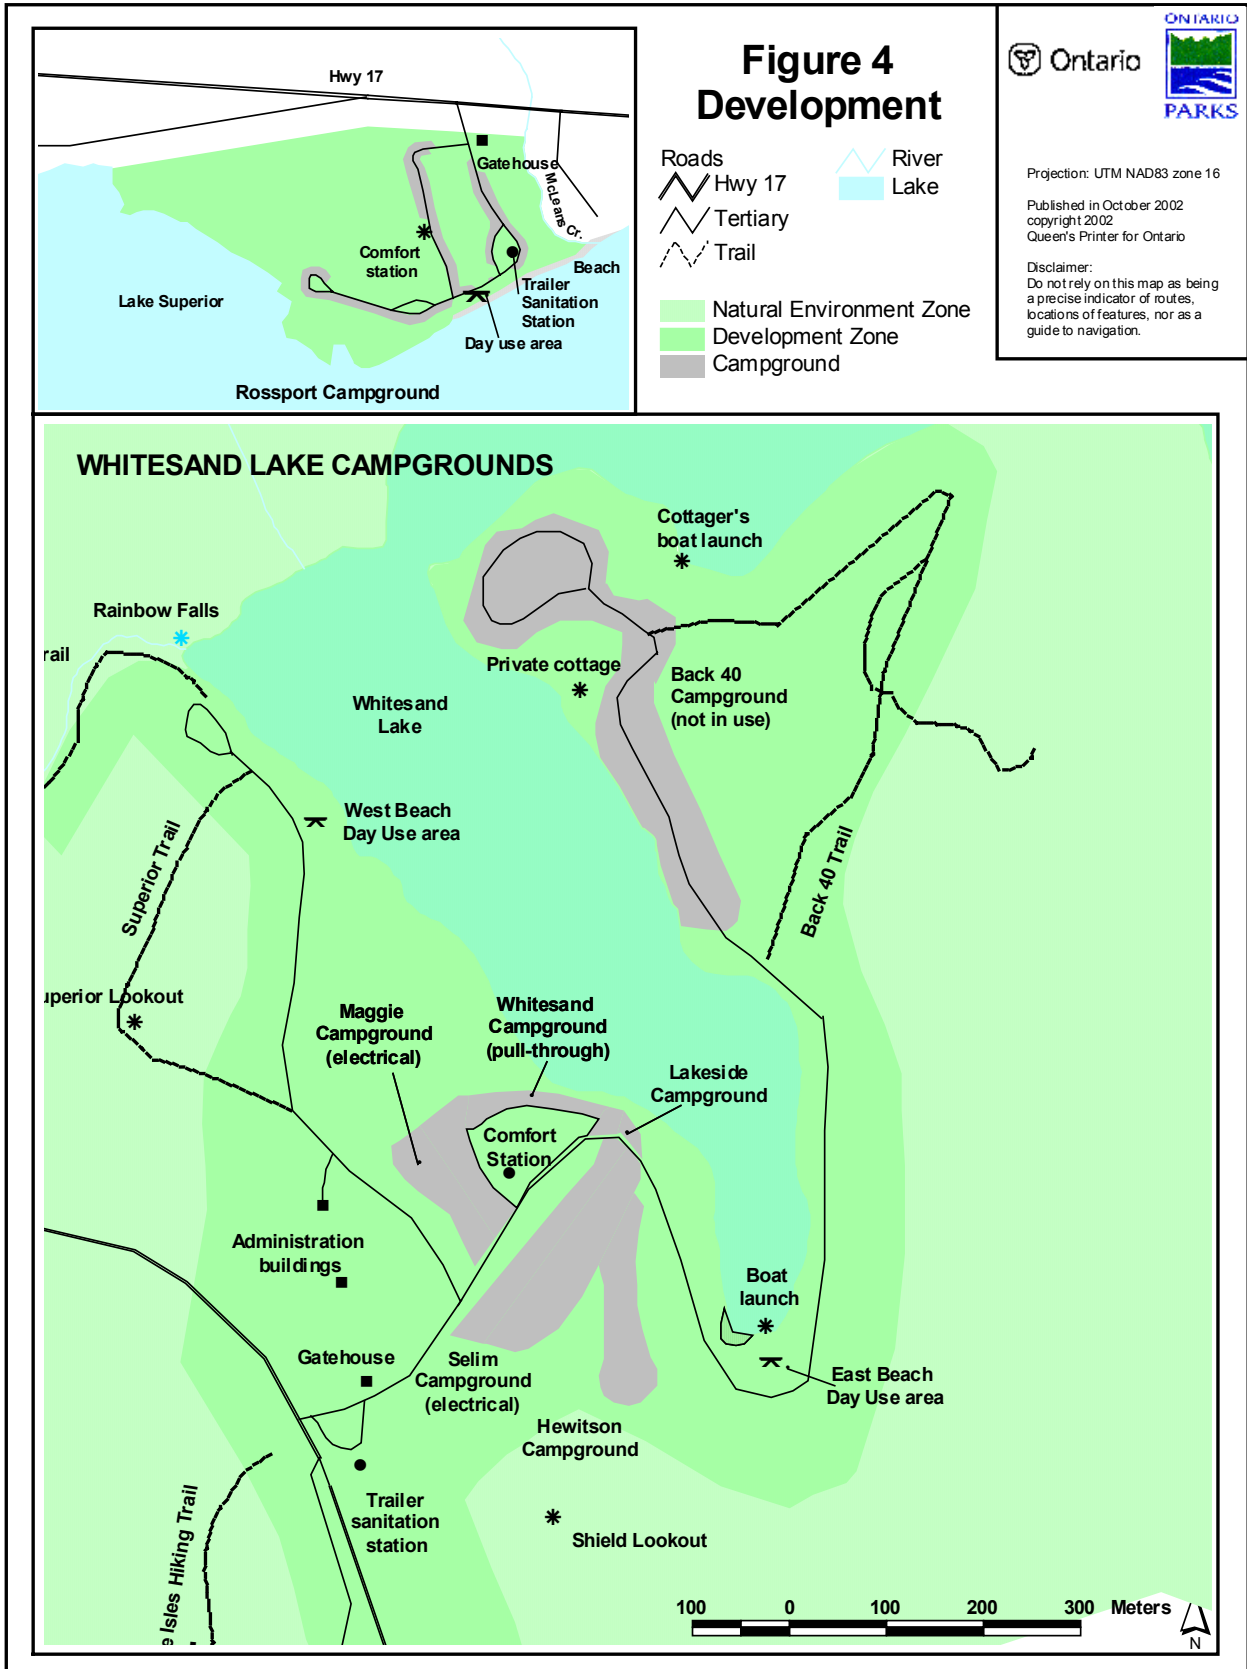 Figure 4
Development
ONTARIO
PARKS
Ontario
Projection: UTM NAD83 zone 16
Published in October 2002
copyright 2002
Queen's Printer for Ontario
Disclaimer:
Do not rely on this map as being
a precise indicator of routes,
locations of features, nor as a
guide to navigation.
Roads
Hwy 17
Tertiary
Trail
River
Lake
Natural Environment Zone
Development Zone
Campground
Hwy 17
Gatehouse
McLeans Cr.
Comfort
station
Beach
Trailer
Sanitation
Station
Lake Superior
Day use area
Rossport Campground
WHITESAND LAKE CAMPGROUNDS
Cottager's
boat launch
Rainbow Falls
rail
Private cottage
Back 40
Campground
(not in use)
Whitesand
Lake
West Beach
Day Use area
Superior Trail
Back 40 Trail
uperior Lookout
Maggie
Campground
(electrical)
Whitesand
Campground
(pull-through)
Lakeside
Campground
Comfort
Station
Administration
buildings
Boat
launch
Gatehouse
Selim
Campground
(electrical)
East Beach
Day Use area
Hewitson
Campground
Trailer
sanitation
station
Shield Lookout
e Isles Hiking Trail
100 0 100 200 300 Meters
N